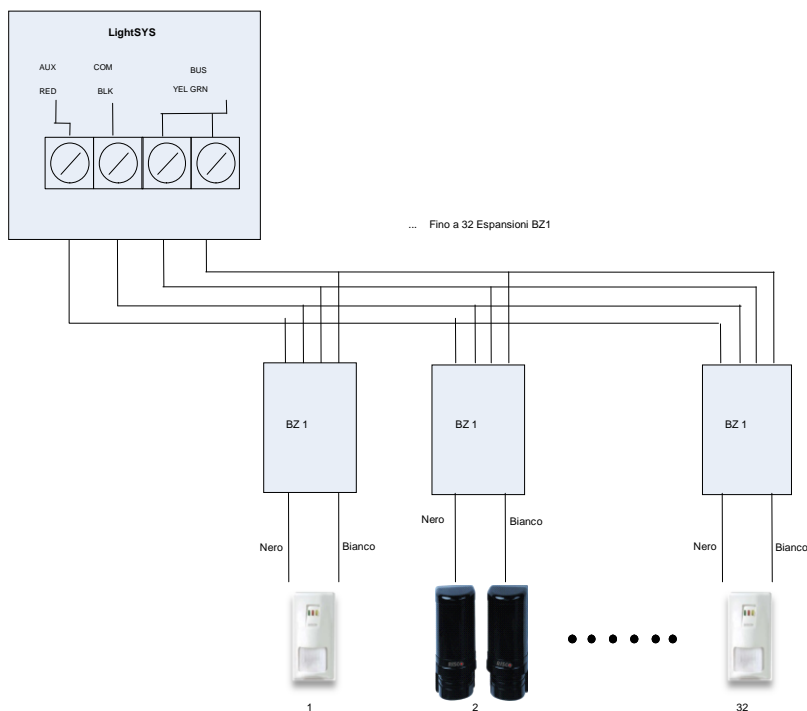 LightSYS
AUX COM BUS
RED BLK YEL GRN
... Fino a 32 Espansioni BZ1
BZ 1 BZ 1 BZ 1
Nero Bianco Nero Bianco Nero Bianco
1 2 32